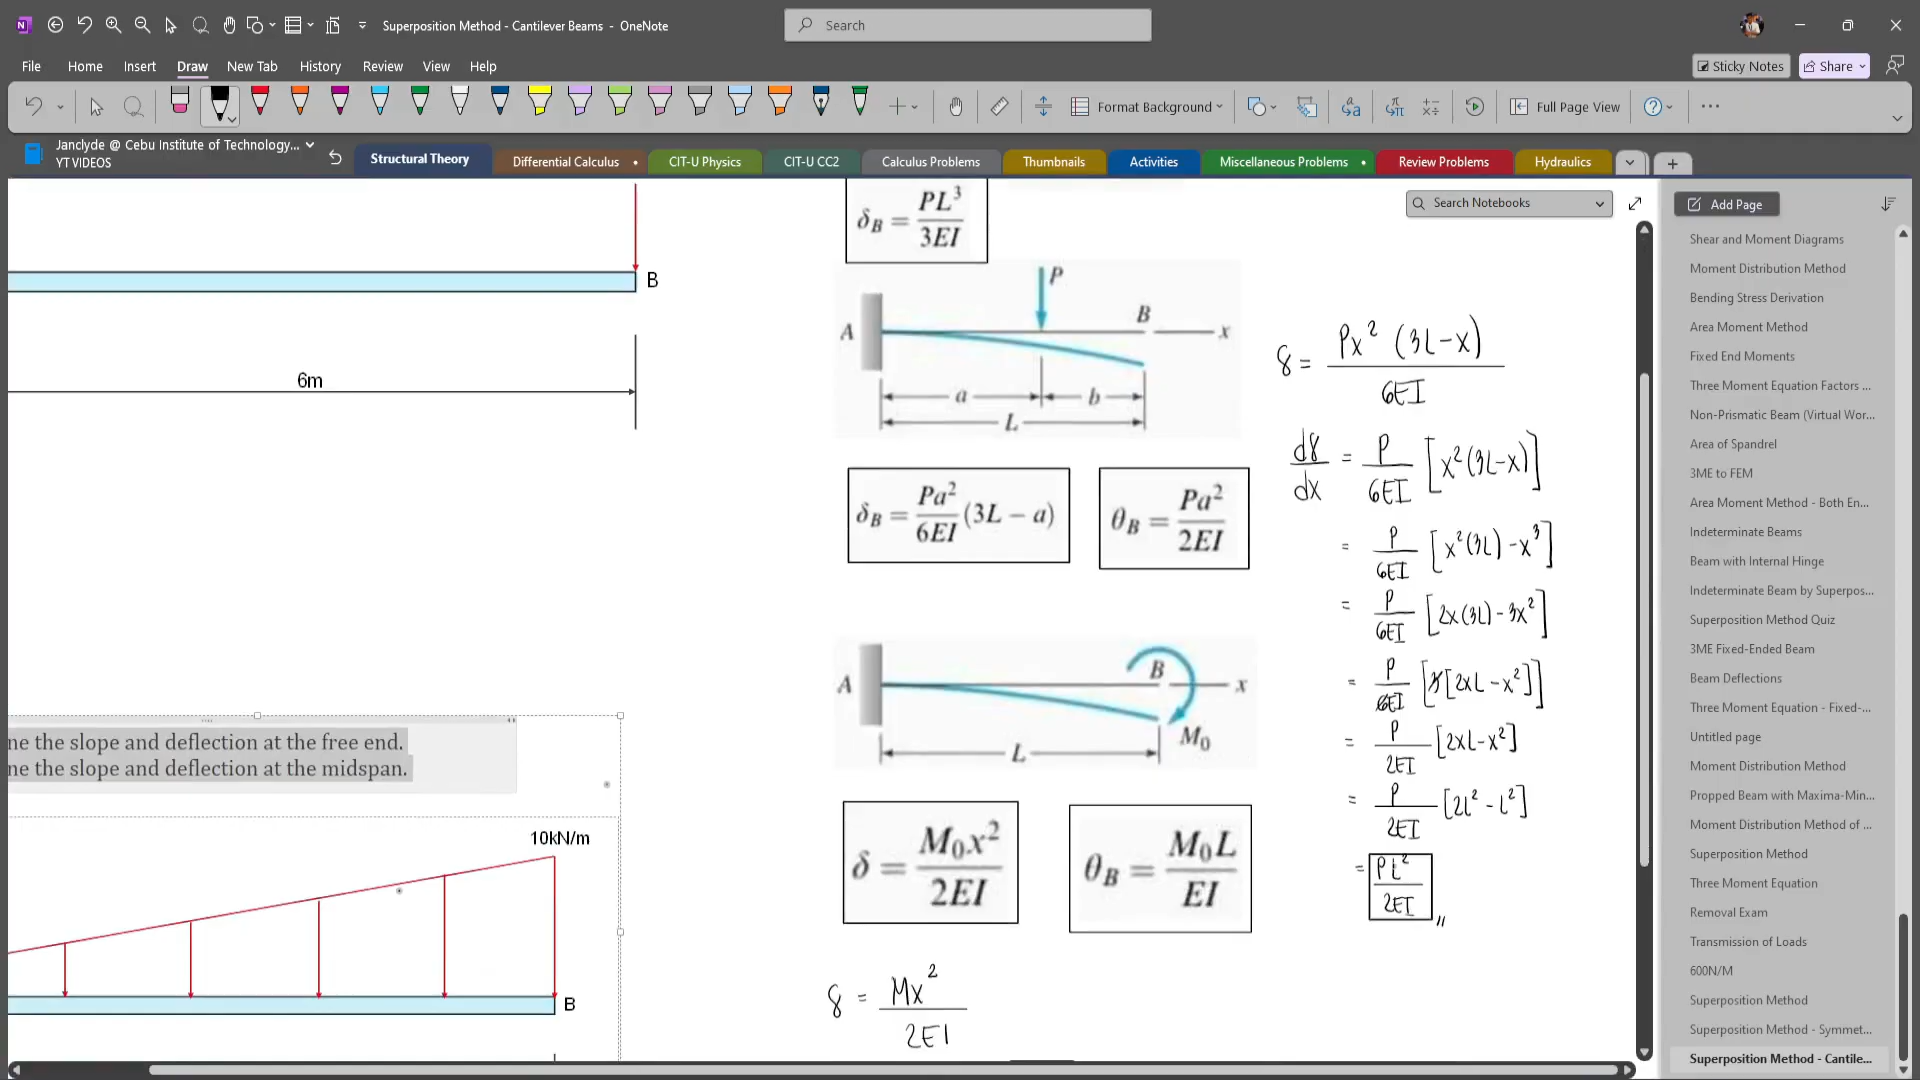 Superposition Method - Cantilever Beams - OneNote
Search
File Home Insert Draw New Tab History Review View Help
Sticky Notes
Share
Format Background
Full Page View
Janclyde @ Cebu Institute of Technology...
YT VIDEOS
Structural Theory
Differential Calculus
CIT-U Physics
CIT-U CC2
Calculus Problems
Thumbnails
Activities
Miscellaneous Problems
Review Problems
Hydraulics
Search Notebooks
Add Page
B
6m
ne the slope and deflection at the free end.
ne the slope and deflection at the midspan.
10kN/m
B
δB = PL³/3EI
P
A B x
a b
L
δB = Pa²/6EI (3L − a)
θB = Pa²/2EI
A B x
M₀
L
δ = M₀x²/2EI
θB = M₀L/EI
δ = Mx²/2EI
δ = Px² (3L-x)/6EI
dδ/dx = P/6EI [x²(3L-x)]
= P/6EI [x²(3L) - x³]
= P/6EI [2x(3L) - 3x²]
= P/6EI [3[2xL - x²]]
= P/2EI [2xL - x²]
= P/2EI [2L² - L²]
= PL²/2EI
Shear and Moment Diagrams
Moment Distribution Method
Bending Stress Derivation
Area Moment Method
Fixed End Moments
Three Moment Equation Factors ...
Non-Prismatic Beam (Virtual Wor...
Area of Spandrel
3ME to FEM
Area Moment Method - Both En...
Indeterminate Beams
Beam with Internal Hinge
Indeterminate Beam by Superpos...
Superposition Method Quiz
3ME Fixed-Ended Beam
Beam Deflections
Three Moment Equation - Fixed-...
Untitled page
Moment Distribution Method
Propped Beam with Maxima-Min...
Moment Distribution Method of ...
Superposition Method
Three Moment Equation
Removal Exam
Transmission of Loads
600N/M
Superposition Method
Superposition Method - Symmet...
Superposition Method - Cantile...